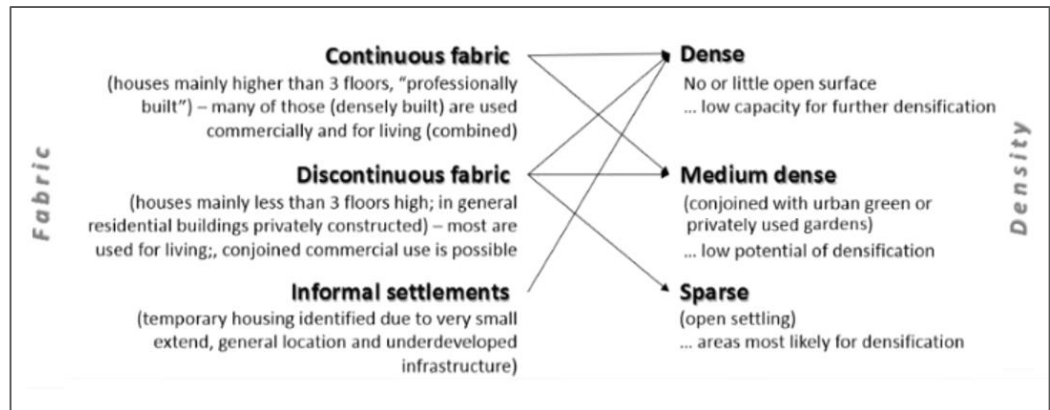 Fabric
Continuous fabric
(houses mainly higher than 3 floors, "professionally
built") – many of those (densely built) are used
commercially and for living (combined)
Discontinuous fabric
(houses mainly less than 3 floors high; in general
residential buildings privately constructed) – most are
used for living;, conjoined commercial use is possible
Informal settlements
(temporary housing identified due to very small
extend, general location and underdeveloped
infrastructure)
Dense
No or little open surface
... low capacity for further densification
Medium dense
(conjoined with urban green or
privately used gardens)
... low potential of densification
Sparse
(open settling)
... areas most likely for densification
Density